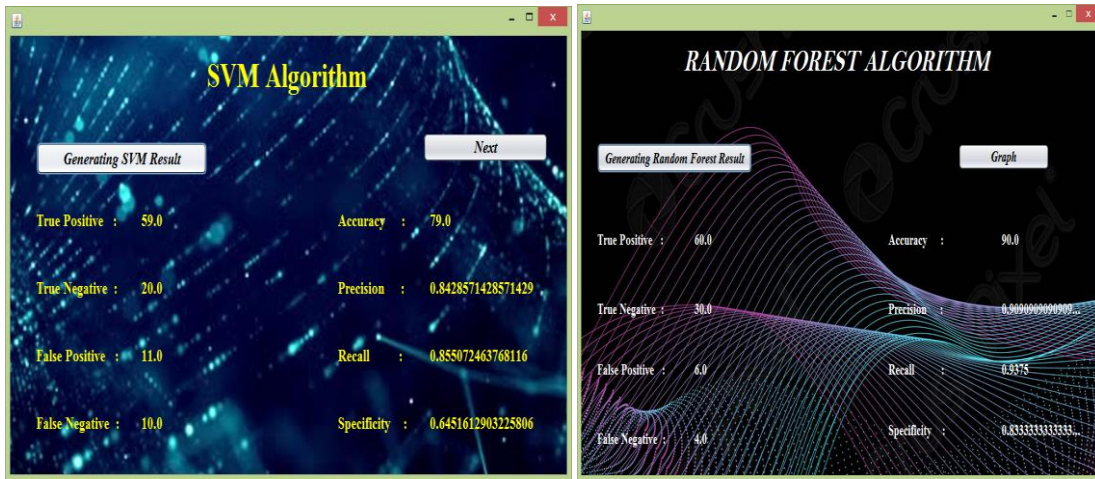 SVM Algorithm
Generating SVM Result
Next
True Positive : 59.0
Accuracy : 79.0
True Negative : 20.0
Precision : 0.8428571428571429
False Positive : 11.0
Recall : 0.855072463768116
False Negative : 10.0
Specificity : 0.6451612903225806
RANDOM FOREST ALGORITHM
Generating Random Forest Result
Graph
True Positive : 60.0
Accuracy : 90.0
True Negative : 30.0
Precision : 0.9090909090909...
False Positive : 6.0
Recall : 0.9375
False Negative : 4.0
Specificity : 0.8333333333333...